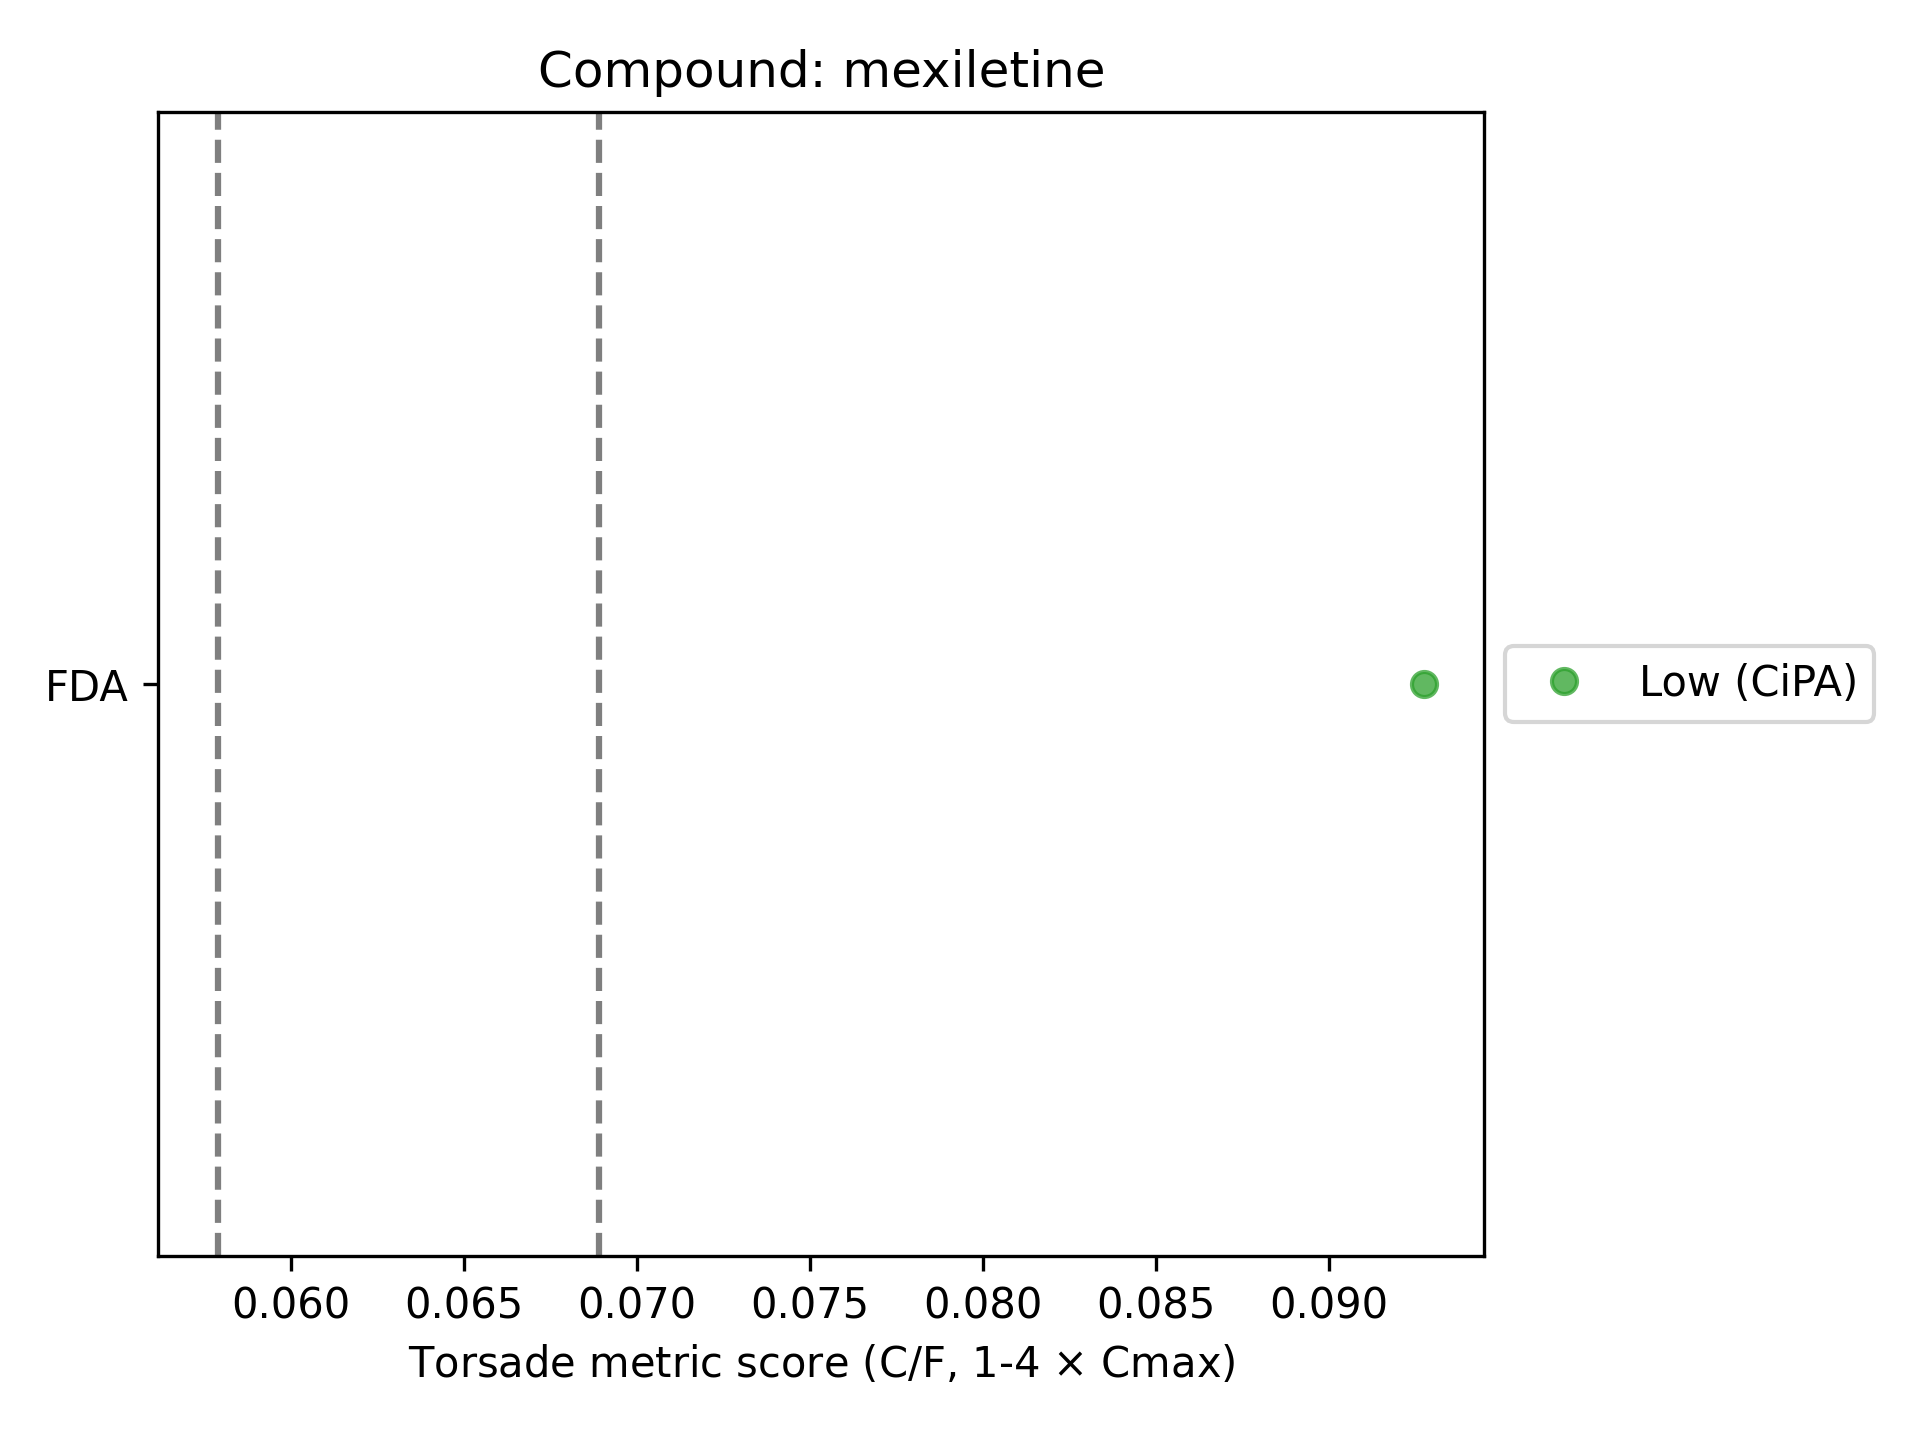 Compound: mexiletine
FDA
Low (CiPA)
0.060 0.065 0.070 0.075 0.080 0.085 0.090
Torsade metric score (C/F, 1-4 × Cmax)